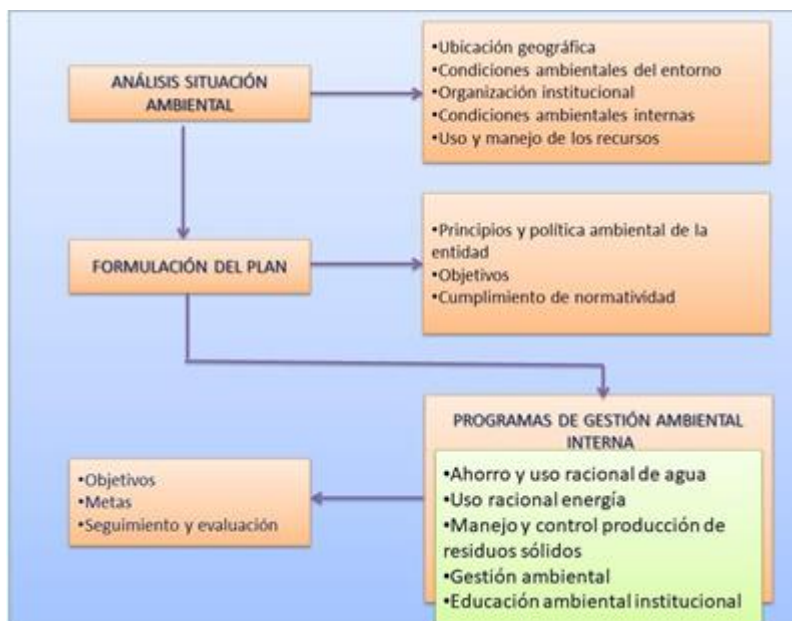 ANÁLISIS SITUACIÓN
AMBIENTAL
•Ubicación geográfica
•Condiciones ambientales del entorno
•Organización institucional
•Condiciones ambientales internas
•Uso y manejo de los recursos
FORMULACIÓN DEL PLAN
•Principios y política ambiental de la
entidad
•Objetivos
•Cumplimiento de normatividad
PROGRAMAS DE GESTIÓN AMBIENTAL
INTERNA
•Ahorro y uso racional de agua
•Uso racional energía
•Manejo y control producción de
residuos sólidos
•Gestión ambiental
•Educación ambiental institucional
•Objetivos
•Metas
•Seguimiento y evaluación